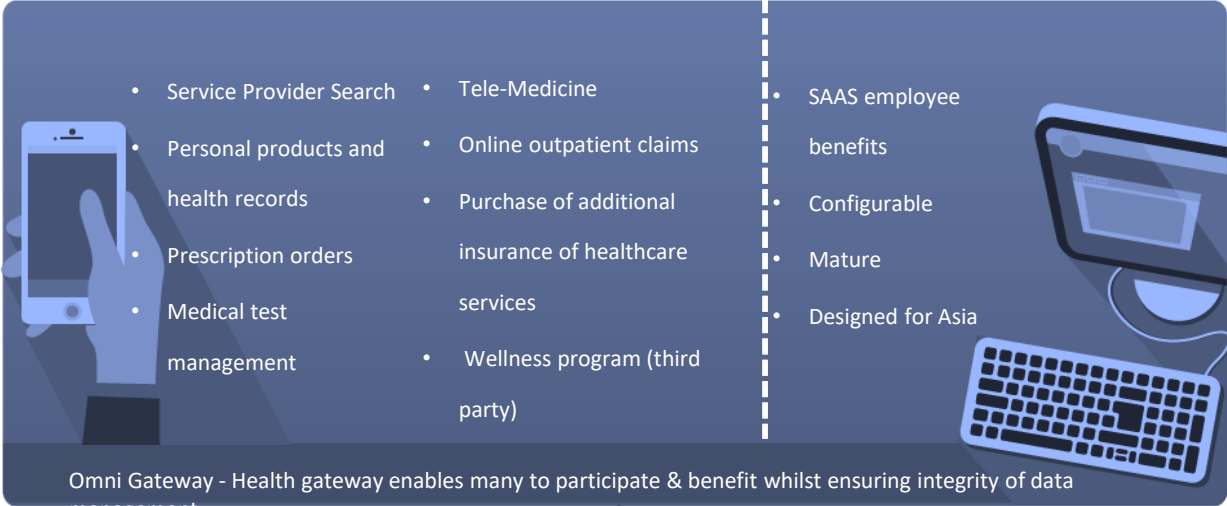 • Service Provider Search
• Personal products and
health records
• Prescription orders
• Medical test
management
• Tele-Medicine
• Online outpatient claims
• Purchase of additional
insurance of healthcare
services
• Wellness program (third
party)
• SAAS employee
benefits
• Configurable
• Mature
• Designed for Asia
Omni Gateway - Health gateway enables many to participate & benefit whilst ensuring integrity of data